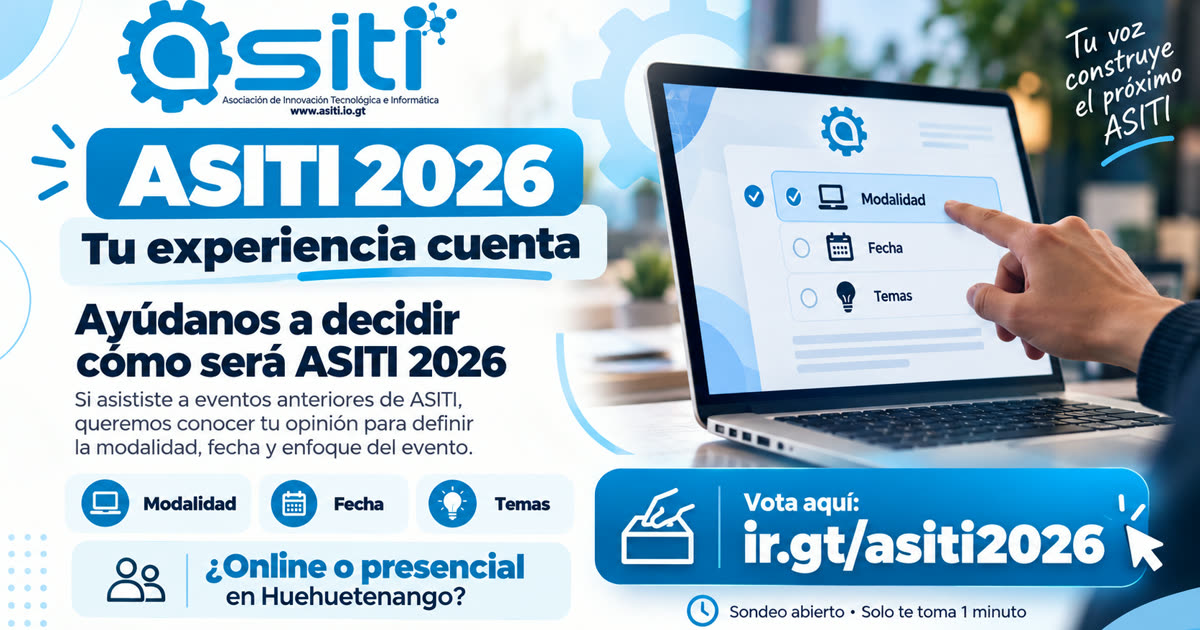 asiti
Asociación de Innovación Tecnológica e Informática
www.asiti.io.gt
ASITI 2026
Tu experiencia cuenta
Ayúdanos a decidir
cómo será ASITI 2026
Si asististe a eventos anteriores de ASITI,
queremos conocer tu opinión para definir
la modalidad, fecha y enfoque del evento.
Modalidad
Fecha
Temas
¿Online o presencial
en Huehuetenango?
Tu voz
construye
el próximo
ASITI
Modalidad
Fecha
Temas
Vota aquí:
ir.gt/asiti2026
Sondeo abierto • Solo te toma 1 minuto